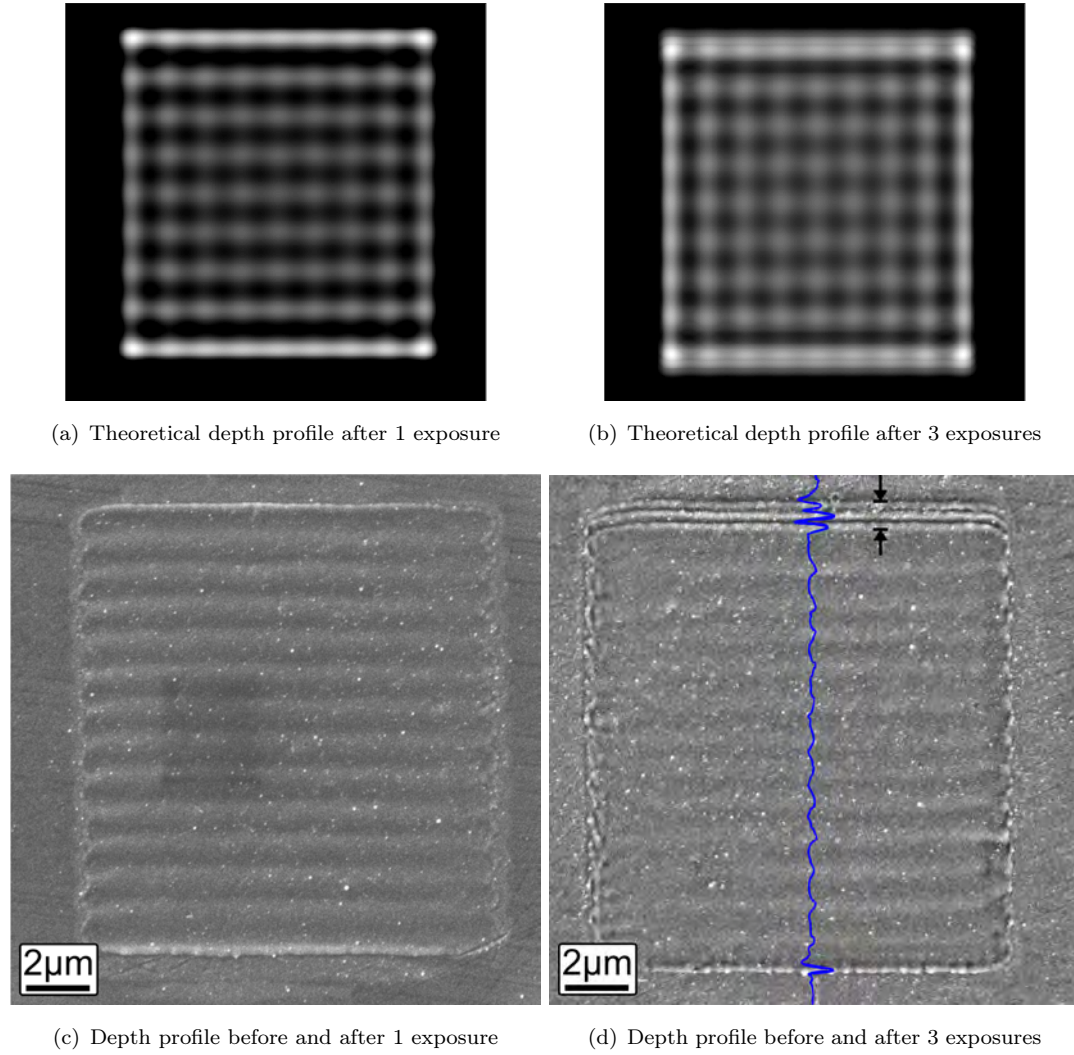 (a) Theoretical depth profile after 1 exposure
(b) Theoretical depth profile after 3 exposures
2µm
2µm
(c) Depth profile before and after 1 exposure
(d) Depth profile before and after 3 exposures